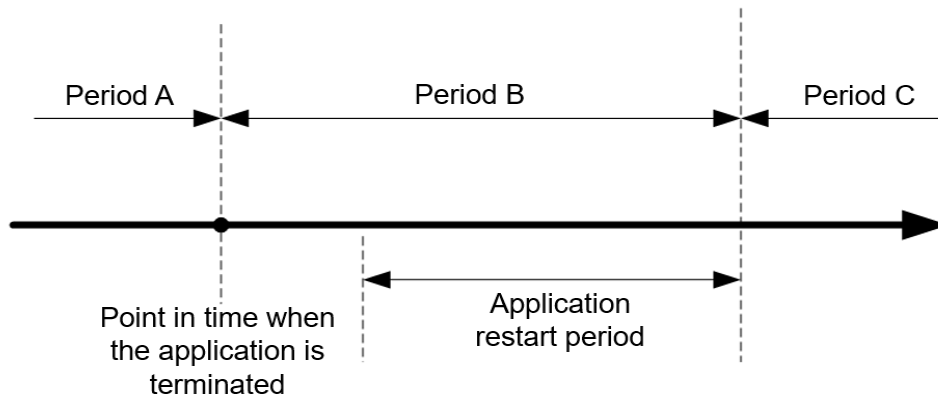 Period A
Period B
Period C
Point in time when
the application is
terminated
Application
restart period